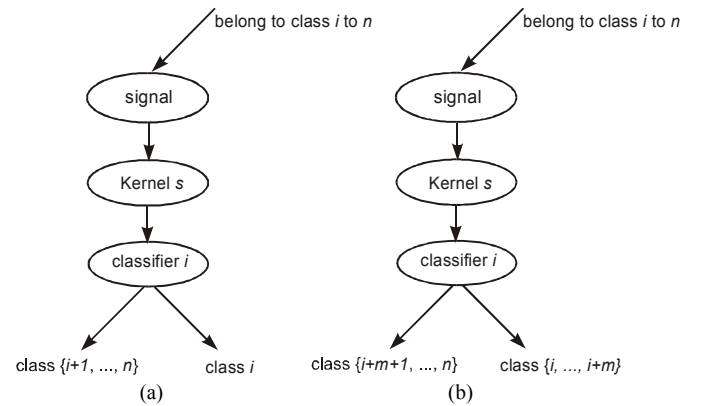 belong to class i to n
signal
Kernel s
classifier i
class {i+1, ..., n}
class i
(a)
belong to class i to n
signal
Kernel s
classifier i
class {i+m+1, ..., n}
class {i, ..., i+m}
(b)